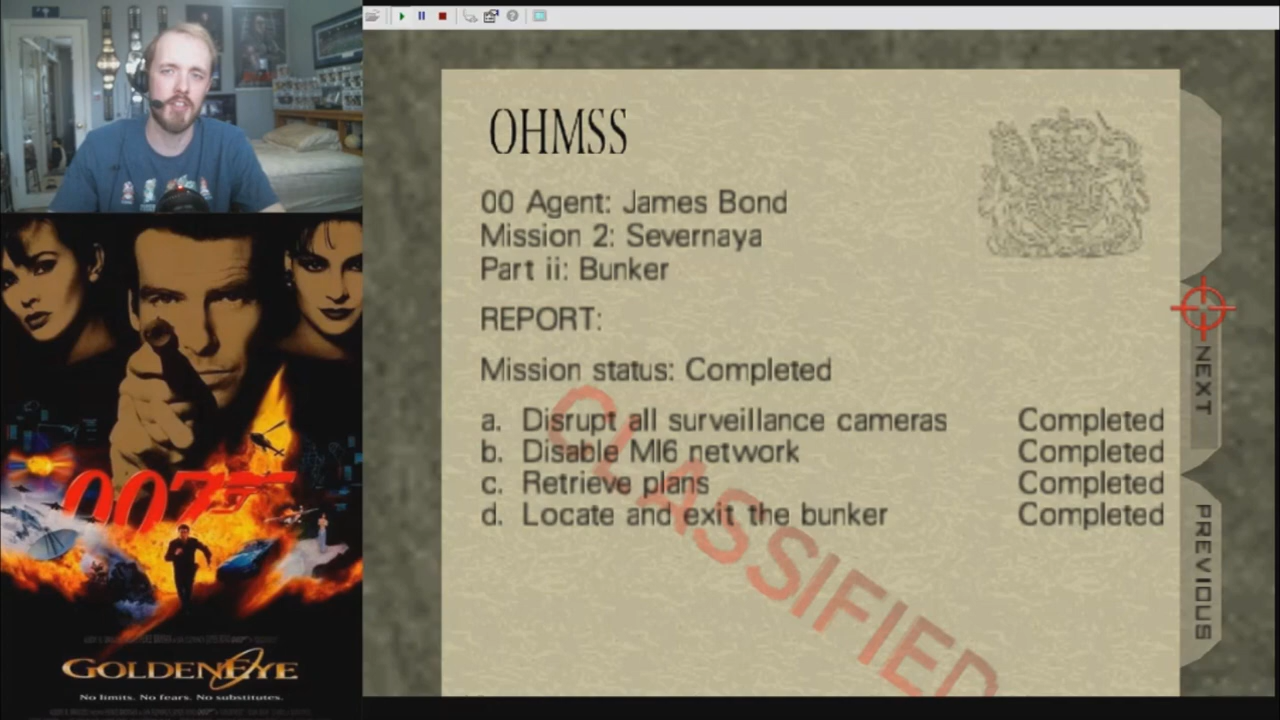 OHMSS
00 Agent: James Bond
Mission 2: Severnaya
Part ii: Bunker
REPORT:
Mission status: Completed
a. Disrupt all surveillance cameras Completed
b. Disable MI6 network Completed
c. Retrieve plans Completed
d. Locate and exit the bunker Completed
CLASSIFIED
NEXT
PREVIOUS
007
GOLDENEYE
No limits. No fears. No substitutes.